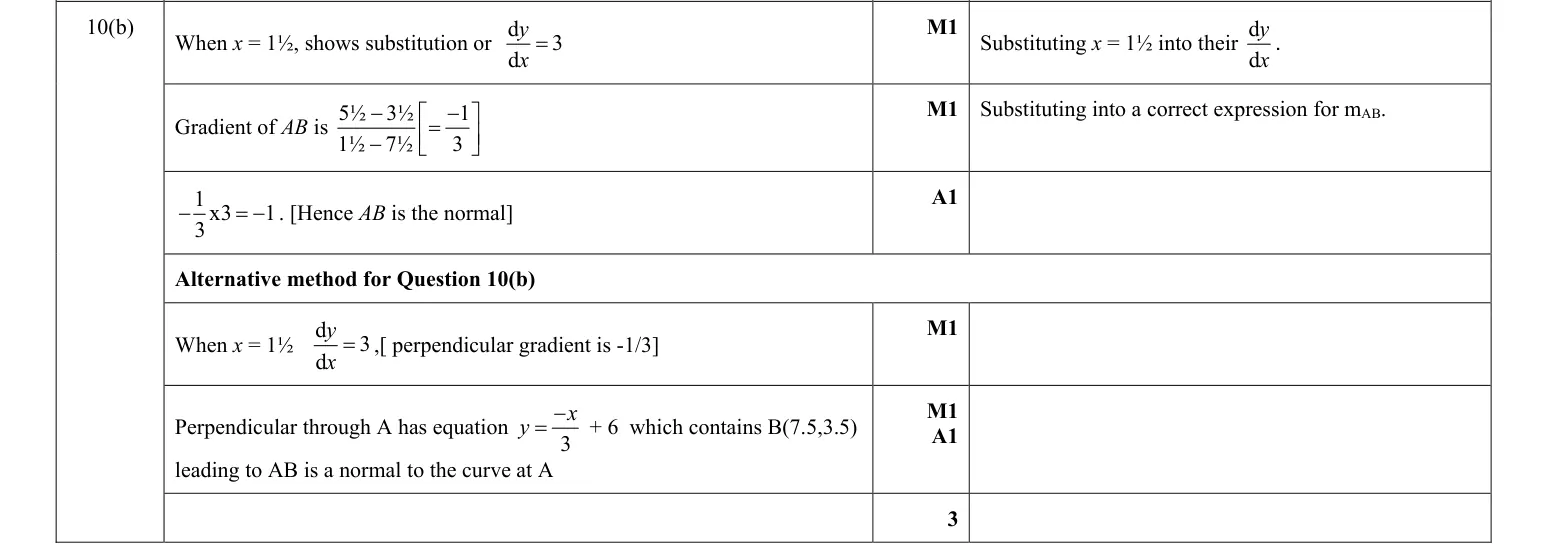 10(b)
When x = 1½, shows substitution or dy/dx = 3
M1
Substituting x = 1½ into their dy/dx .
Gradient of AB is (5½ − 3½)/(1½ − 7½) [= −1/3]
M1
Substituting into a correct expression for mAB.
−1/3 x3 = −1 . [Hence AB is the normal]
A1
Alternative method for Question 10(b)
When x = 1½ dy/dx = 3 ,[ perpendicular gradient is -1/3]
M1
Perpendicular through A has equation y = −x/3 + 6 which contains B(7.5,3.5)
leading to AB is a normal to the curve at A
M1
A1
3